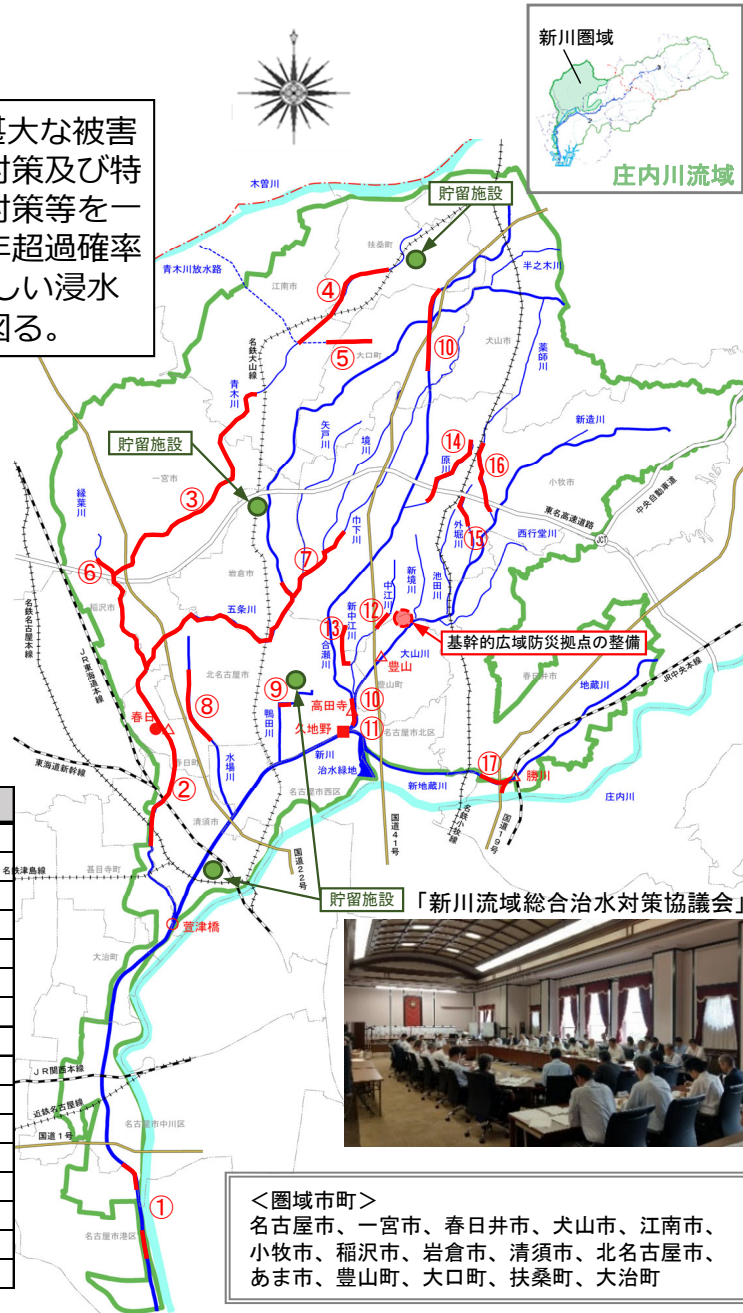 新川圏域
庄内川流域
甚大な被害
対策及び特
対策等を一
年超過確率
しい浸水
図る。
木曽川
貯留施設
扶桑町
青木川放水路
江南市
半之木川
④
⑤
大口町
⑩
犬山市
薬師川
名鉄犬山線
青木川
矢戸川
境川
新造川
貯留施設
⑭
原川
⑯
一宮市
③
小牧市
中央自動車道
縁葉川
巾下川
東名高速道路
JCT
外堀川
⑮
西行堂川
⑦
⑥
岩倉市
新境川
池田川
中江川
稲沢市
五条川
新中江川
⑫
名鉄名古屋本線
⑬
基幹的広域防災拠点の整備
JR東海道本線
合瀬川
大山川
豊山
北名古屋市
豊山町
春日井市
⑨
⑩
地蔵川
JR中央本線
⑧
高田寺
春日
鴨田川
久地野
⑪
名古屋市北区
新川
治水緑地
⑰
勝川
東海道新幹線
春日町
水場川
②
新地蔵川
名古屋市西区
庄内川
清須市
名鉄小牧線
国道19号
国道41号
国道22号
名鉄津島線
甚目寺町
貯留施設
「新川流域総合治水対策協議会」
萱津橋
大治町
JR関西本線
近鉄名古屋線
名古屋市中川区
国道1号
①
名古屋市港区
＜圏域市町＞
名古屋市、一宮市、春日井市、犬山市、江南市、
小牧市、稲沢市、岩倉市、清須市、北名古屋市、
あま市、豊山町、大口町、扶桑町、大治町